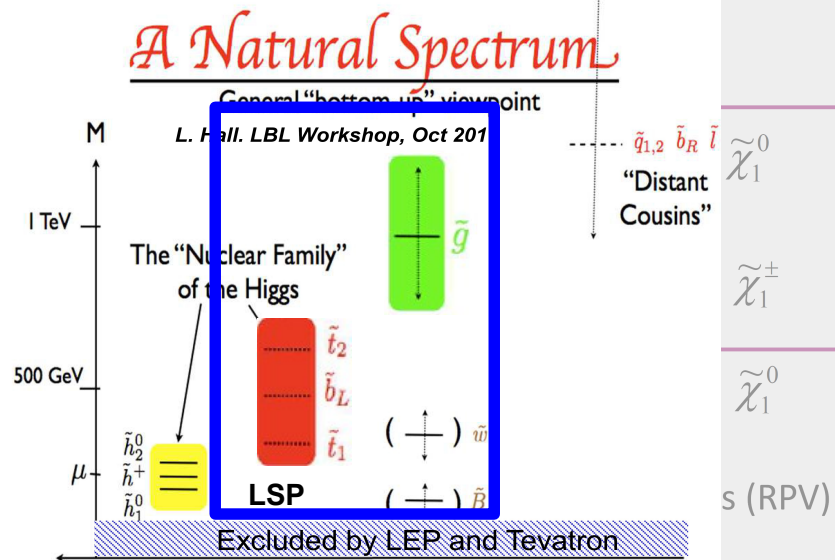 A Natural Spectrum
General “bottom-up” viewpoint
L. Hall. LBL Workshop, Oct 201
M
q̃1,2 b̃R l̃
“Distant
Cousins”
1 TeV
g̃
The “Nuclear Family”
of the Higgs
t̃2
500 GeV
b̃L
h̃⁰2
( ) w̃
t̃1
μ
h̃⁺
h̃⁰1
LSP
( B̃
Excluded by LEP and Tevatron
χ̃⁰1
χ̃±1
χ̃⁰1
s (RPV)